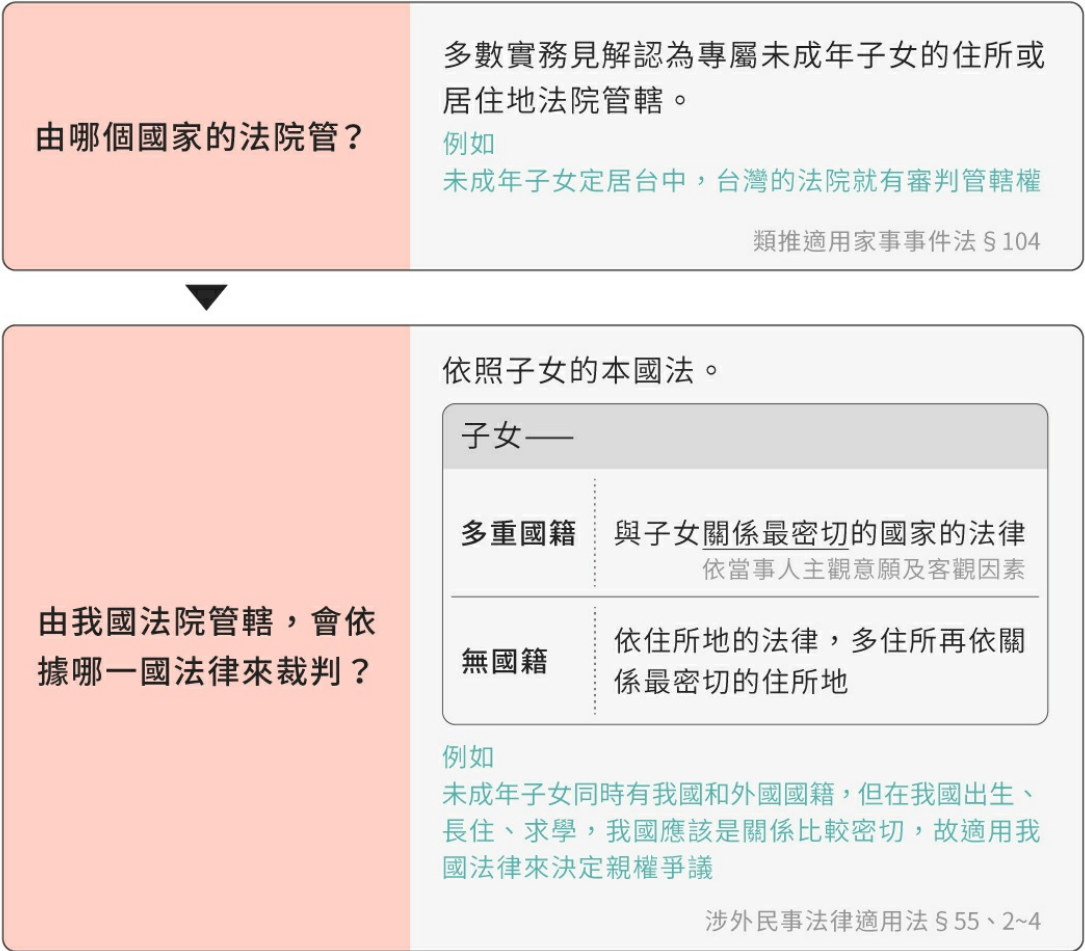 由哪個國家的法院管？
多數實務見解認為專屬未成年子女的住所或
居住地法院管轄。
例如
未成年子女定居台中，台灣的法院就有審判管轄權
類推適用家事事件法§104
由我國法院管轄，會依
據哪一國法律來裁判？
依照子女的本國法。
子女——
多重國籍
與子女關係最密切的國家的法律
依當事人主觀意願及客觀因素
無國籍
依住所地的法律，多住所再依關
係最密切的住所地
例如
未成年子女同時有我國和外國國籍，但在我國出生、
長住、求學，我國應該是關係比較密切，故適用我
國法律來決定親權爭議
涉外民事法律適用法§55、2~4